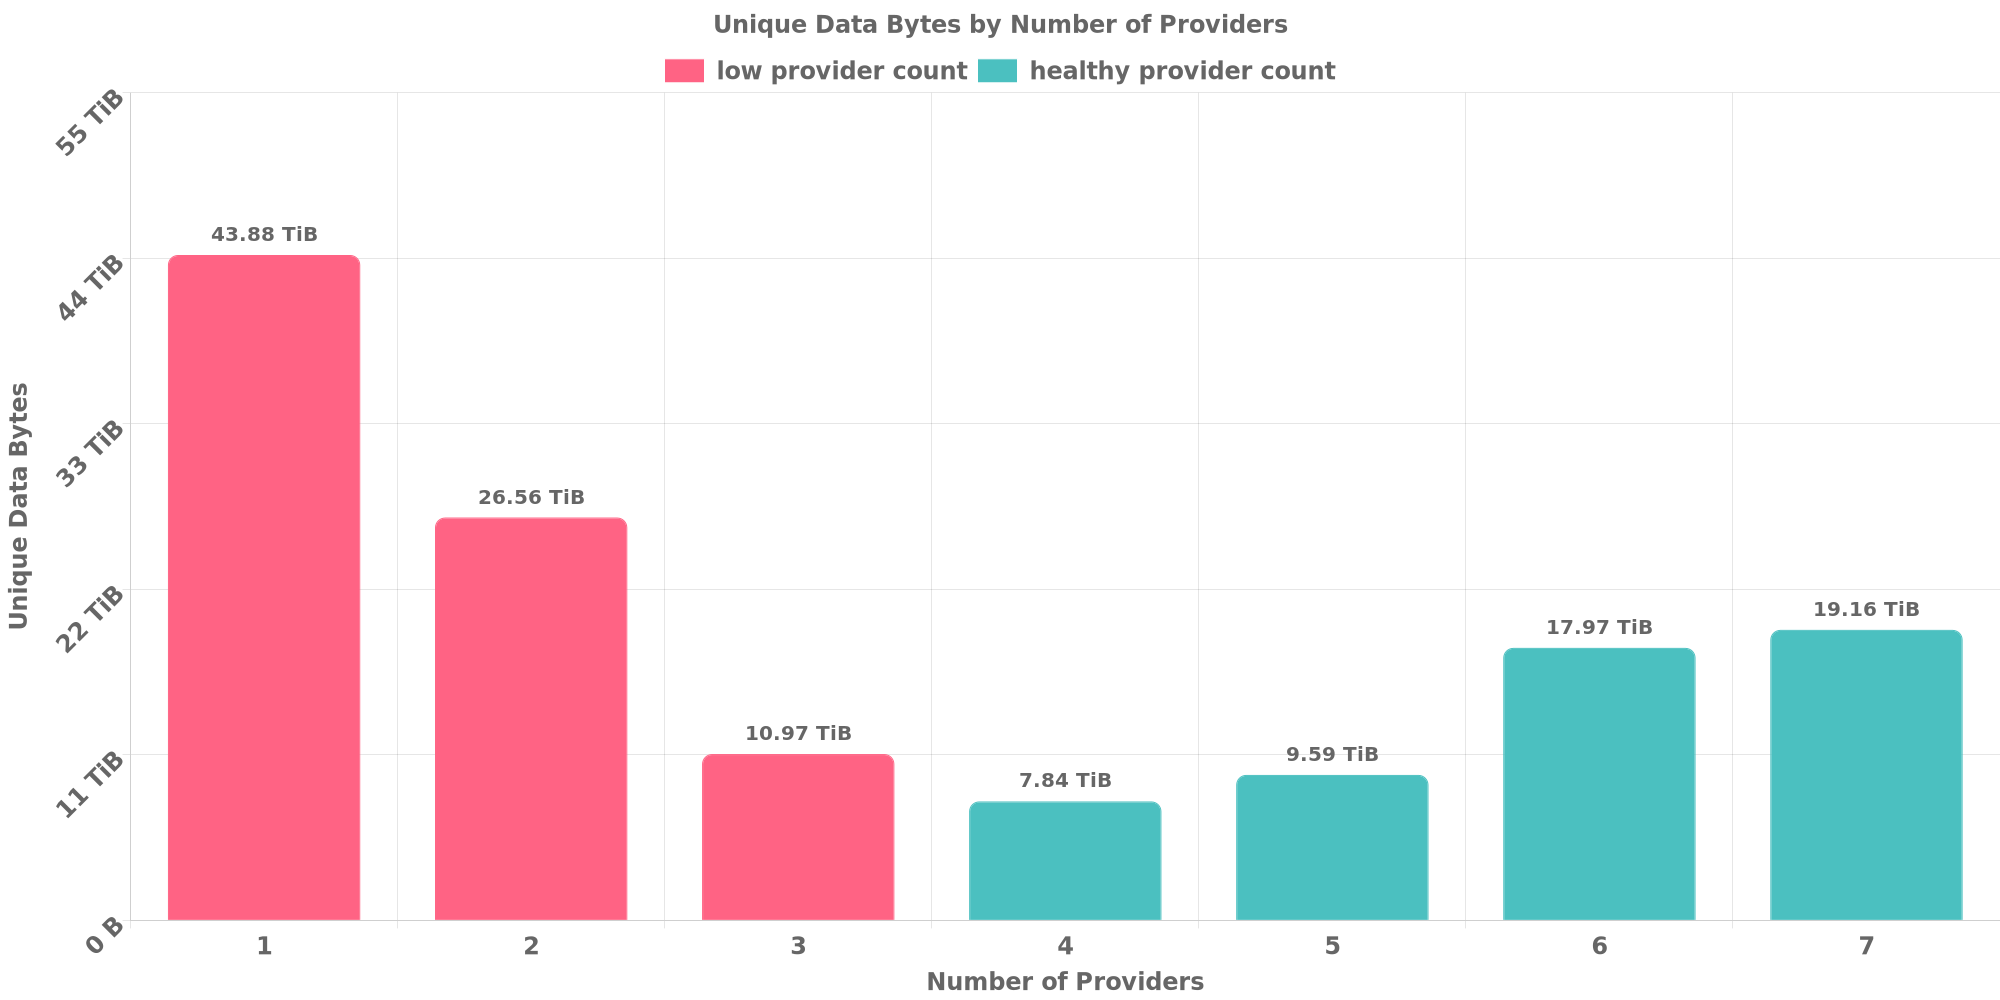 Unique Data Bytes by Number of Providers
low provider count healthy provider count
55 TiB
44 TiB
33 TiB
22 TiB
11 TiB
0 B
Unique Data Bytes
43.88 TiB
26.56 TiB
10.97 TiB
7.84 TiB
9.59 TiB
17.97 TiB
19.16 TiB
1 2 3 4 5 6 7
Number of Providers